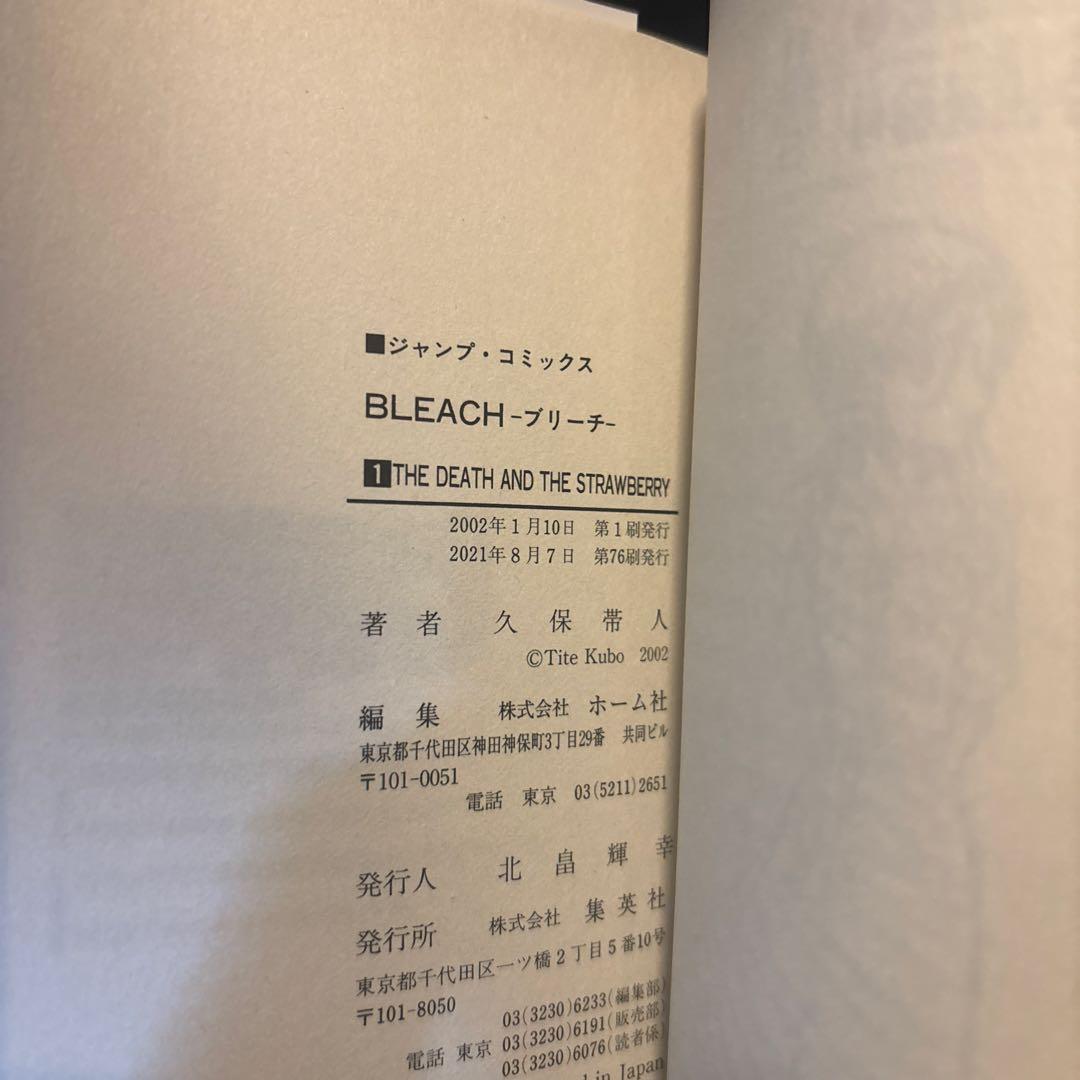 ■ジャンプ・コミックス
BLEACH-ブリーチ-
1 THE DEATH AND THE STRAWBERRY
2002年1月10日 第1刷発行
2021年8月7日 第76刷発行
著者 久保帯人
©Tite Kubo 2002
編集 株式会社 ホーム社
東京都千代田区神田神保町3丁目29番 共同ビル
〒101-0051
電話 東京 03(5211)2651
発行人 北畠輝幸
発行所 株式会社 集英社
東京都千代田区一ツ橋2丁目5番10号
〒101-8050
03(3230)6233(編集部)
電話 東京 03(3230)6191(販売部)
03(3230)6076(読者係)
in Japan